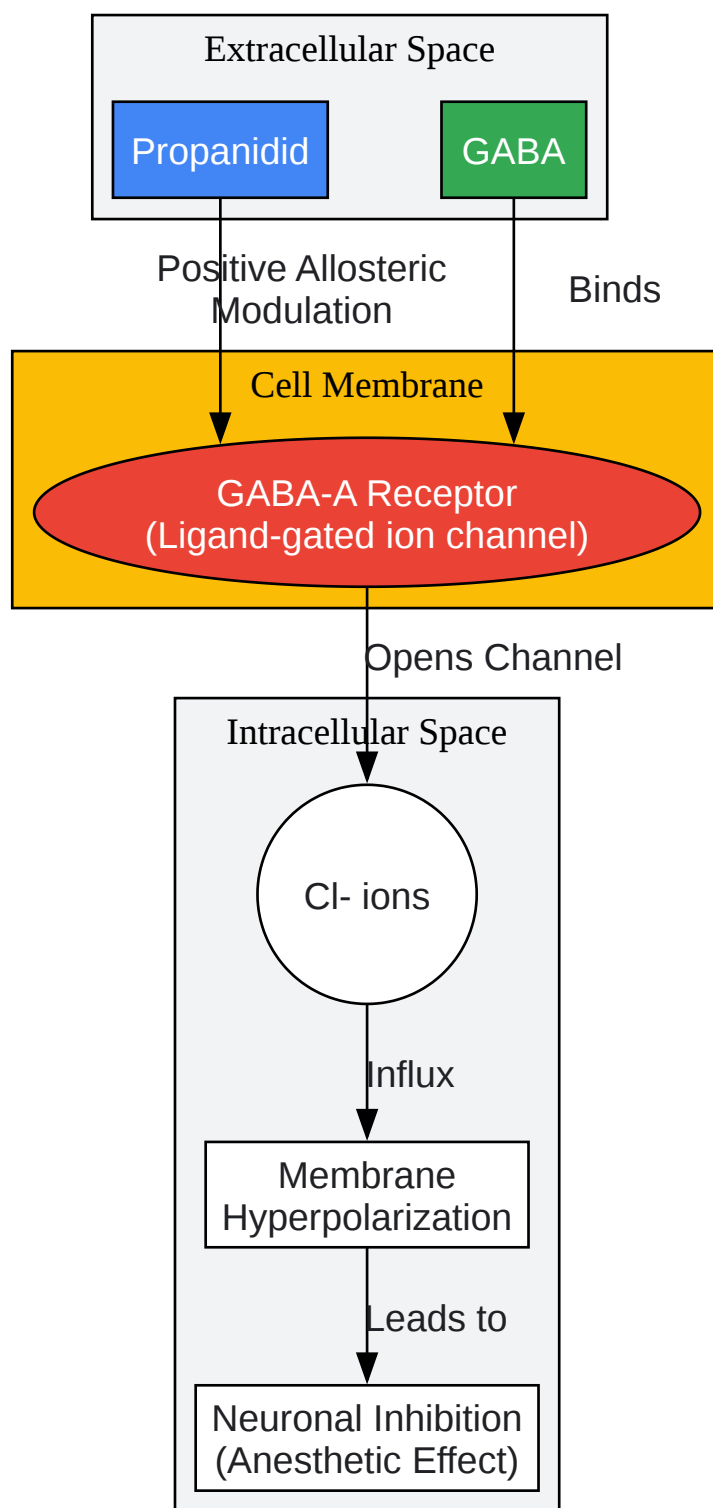 Extracellular Space
Propanidid
GABA
Positive Allosteric
Modulation
Binds
Cell Membrane
GABA-A Receptor
(Ligand-gated ion channel)
Opens Channel
Intracellular Space
Cl- ions
Influx
Membrane
Hyperpolarization
Leads to
Neuronal Inhibition
(Anesthetic Effect)